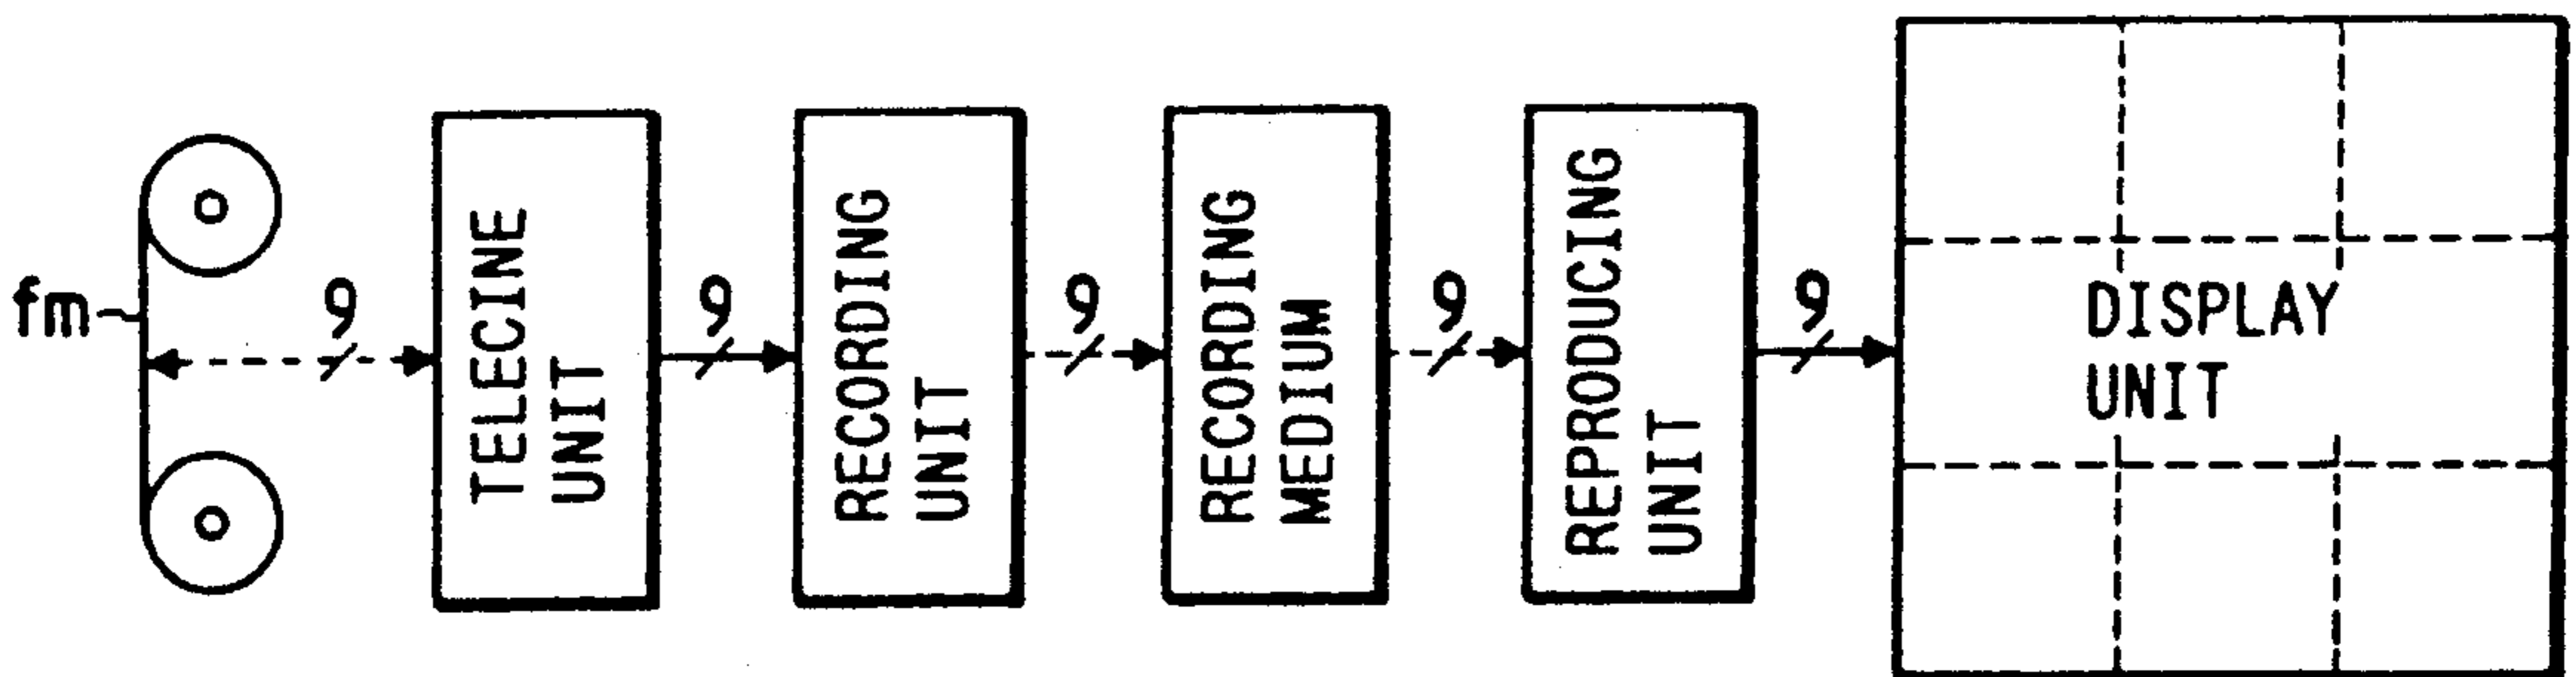 fm
9
TELECINE
UNIT
9
RECORDING
UNIT
9
RECORDING
MEDIUM
9
REPRODUCING
UNIT
9
DISPLAY
UNIT